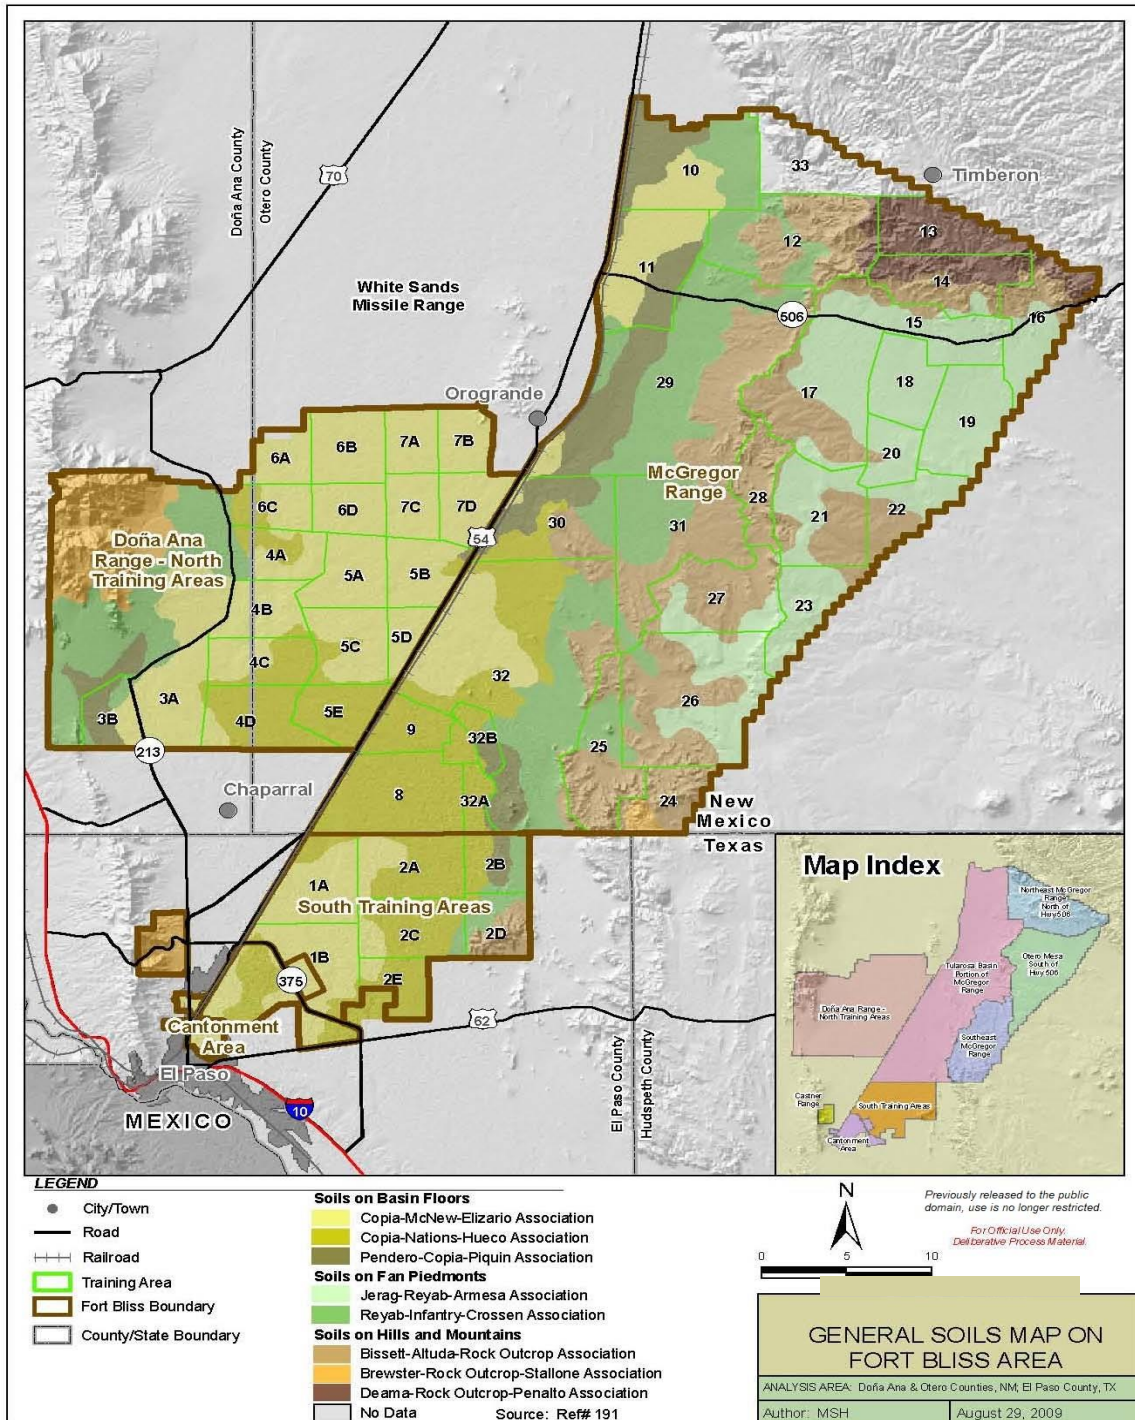 10
33
Timberon
70
Doña Ana County
Otero County
13
12
14
11
White Sands
Missile Range
506
15
16
29
17
18
19
Orogrande
6A
6B
7A
7B
20
McGregor
Range
28
6C
6D
7C
7D
30
31
21
22
54
Doña Ana
Range - North
Training Areas
4A
5A
5B
27
23
4B
5D
4C
5C
32
3A
26
3B
4D
5E
9
32B
25
213
Chaparral
8
32A
24
New
Mexico
Texas
2A
2B
1A
South Training Areas
2C
2D
1B
375
2E
62
Cantonment
Area
El Paso
MEXICO
10
El Paso County
Hudspeth County
Map Index
Northeast McGregor
Range
North of
Hwy 506
Otero Mesa
South of
Hwy 506
Tularosa Basin
Portion of
McGregor
Range
Doña Ana Range -
North Training Areas
Southeast
McGregor
Range
Castner
Range
South Training Areas
Cantonment
Area
LEGEND
City/Town
Road
Railroad
Training Area
Fort Bliss Boundary
County/State Boundary
Soils on Basin Floors
Copia-McNew-Elizario Association
Copia-Nations-Hueco Association
Pendero-Copia-Piquin Association
Soils on Fan Piedmonts
Jerag-Reyab-Armesa Association
Reyab-Infantry-Crossen Association
Soils on Hills and Mountains
Bissett-Altuda-Rock Outcrop Association
Brewster-Rock Outcrop-Stallone Association
Deama-Rock Outcrop-Penalto Association
No Data
Source: Ref# 191
N
0 5 10
Previously released to the public
domain, use is no longer restricted.
For Official Use Only.
Deliberative Process Material.
GENERAL SOILS MAP ON
FORT BLISS AREA
ANALYSIS AREA: Doña Ana & Otero Counties, NM; El Paso County, TX
Author: MSH
August 29, 2009